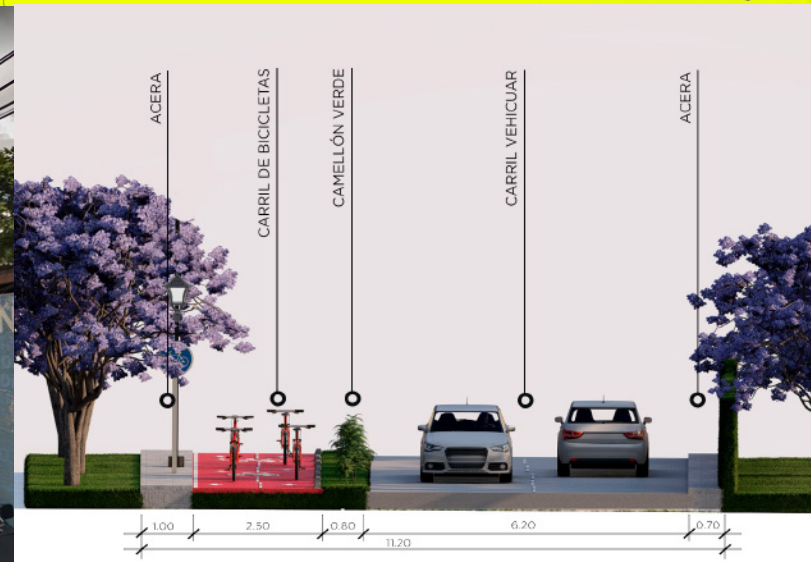 ACERA
CARRIL DE BICICLETAS
CAMELLÓN VERDE
CARRIL VEHICUAR
ACERA
1.00
2.50
0.80
6.20
0.70
11.20